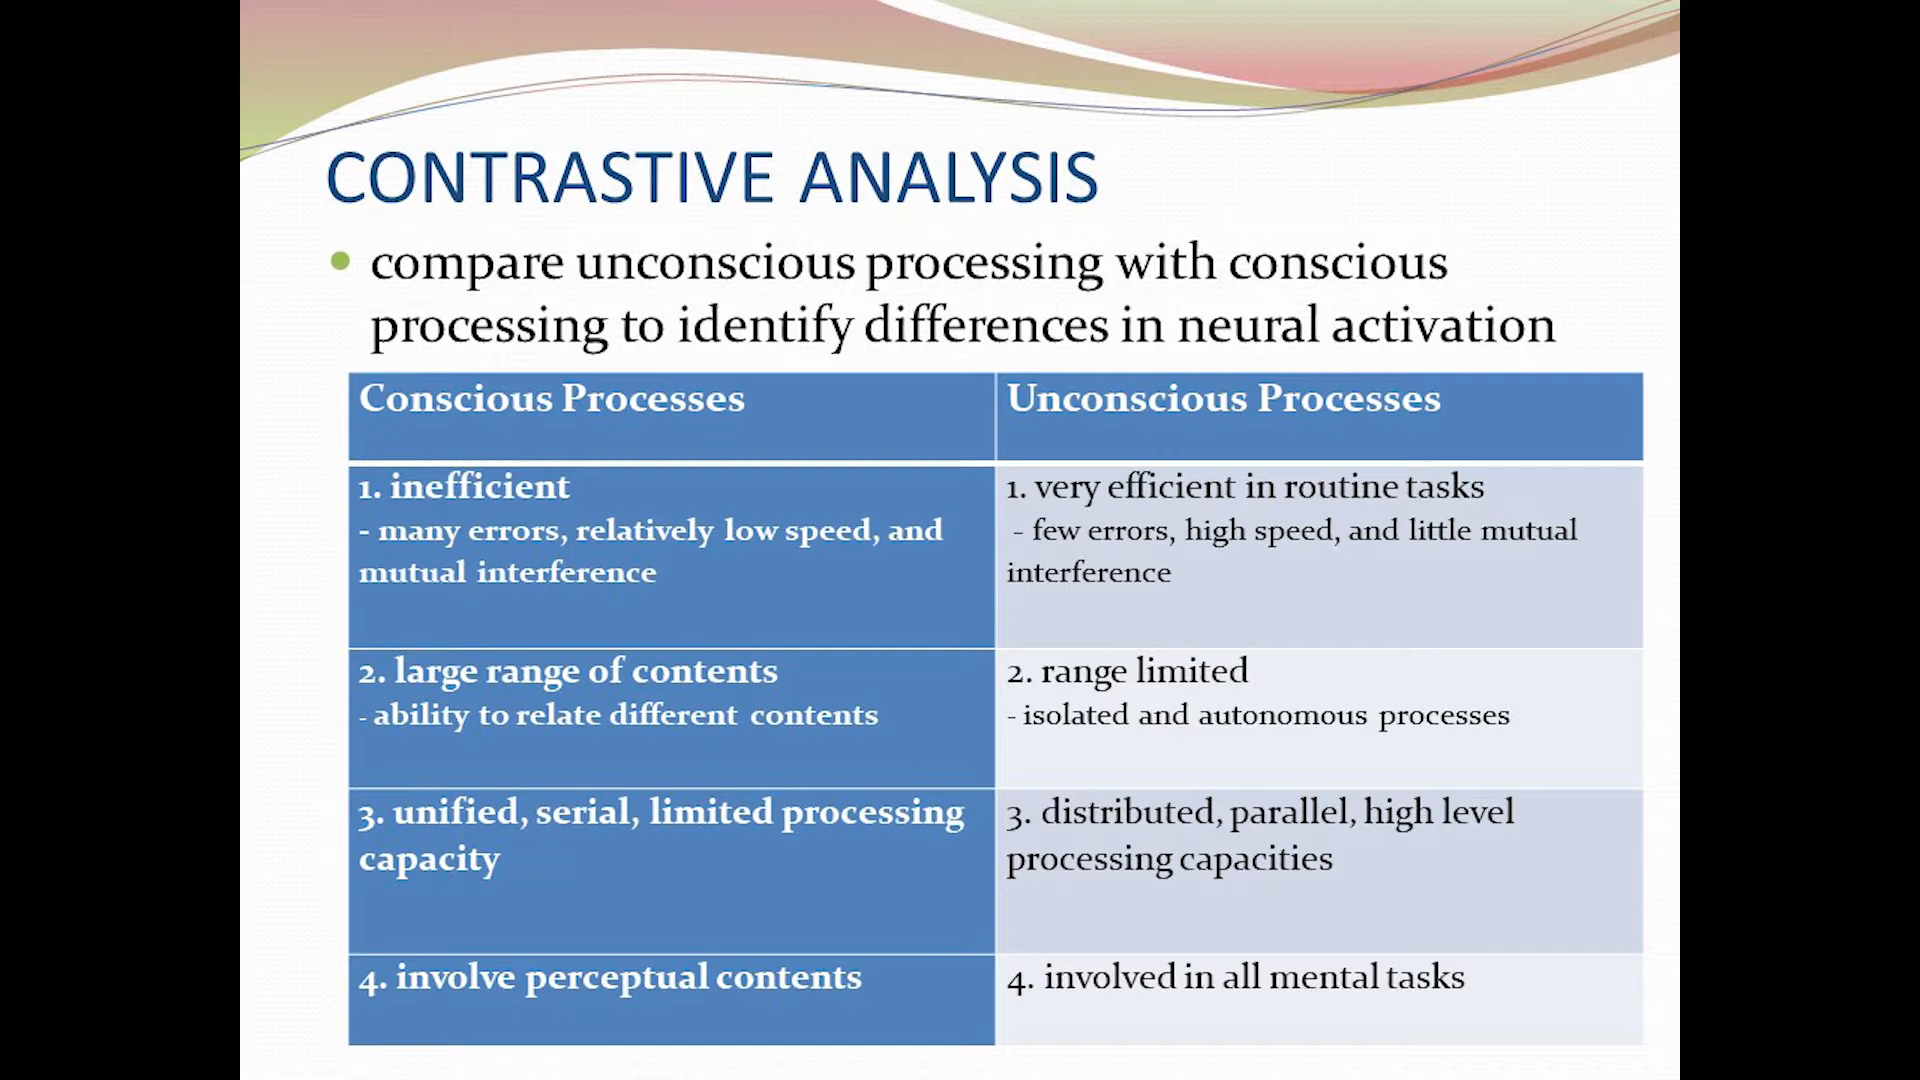 CONTRASTIVE ANALYSIS
• compare unconscious processing with conscious
processing to identify differences in neural activation
Conscious Processes
Unconscious Processes
1. inefficient
- many errors, relatively low speed, and
mutual interference
1. very efficient in routine tasks
- few errors, high speed, and little mutual
interference
2. large range of contents
- ability to relate different contents
2. range limited
- isolated and autonomous processes
3. unified, serial, limited processing
capacity
3. distributed, parallel, high level
processing capacities
4. involve perceptual contents
4. involved in all mental tasks